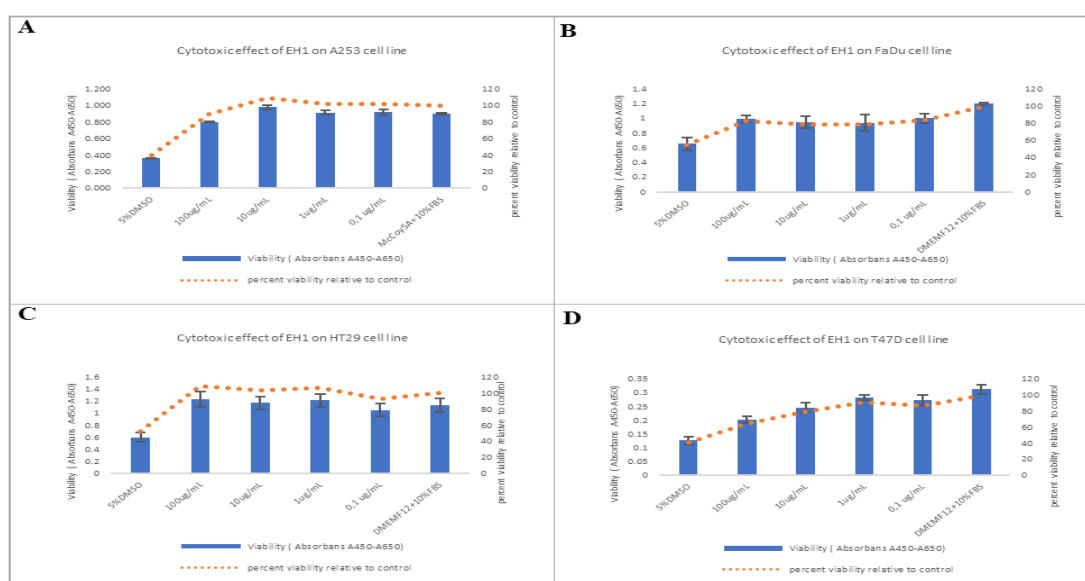 A
Cytotoxic effect of EH1 on A253 cell line
Viability ( Absorbans A450-A650)
1.200
1.000
0.800
0.600
0.400
0.200
0.000
120
100
80
60
40
20
0
percent viability relative to control
5%DMSO
100ug/mL
10ug/mL
1ug/mL
0,1 ug/mL
McCoy5A+10%FBS
Viability ( Absorbans A450-A650)
percent viability relative to control
B
Cytotoxic effect of EH1 on FaDu cell line
Viability ( Absorbans A450-A650)
1.4
1.2
1
0.8
0.6
0.4
0.2
0
120
100
80
60
40
20
0
percent viability relative to control
5%DMSO
100ug/mL
10ug/mL
1ug/mL
0,1 ug/mL
DMEMF12+10%FBS
Viability ( Absorbans A450-A650)
percent viability relative to control
C
Cytotoxic effect of EH1 on HT29 cell line
Viability ( Absorbans A450-A650)
1.6
1.4
1.2
1
0.8
0.6
0.4
0.2
0
120
100
80
60
40
20
0
percent viability relative to control
5%DMSO
100ug/mL
10ug/mL
1ug/mL
0,1 ug/mL
DMEMF12+10%FBS
Viability ( Absorbans A450-A650)
percent viability relative to control
D
Cytotoxic effect of EH1 on T47D cell line
Viability ( Absorbans A450-A650)
0.35
0.3
0.25
0.2
0.15
0.1
0.05
0
120
100
80
60
40
20
0
percent viability relative to control
5%DMSO
100ug/mL
10ug/mL
1ug/mL
0,1 ug/mL
DMEMF12+10%FBS
Viability ( Absorbans A450-A650)
percent viability relative to control